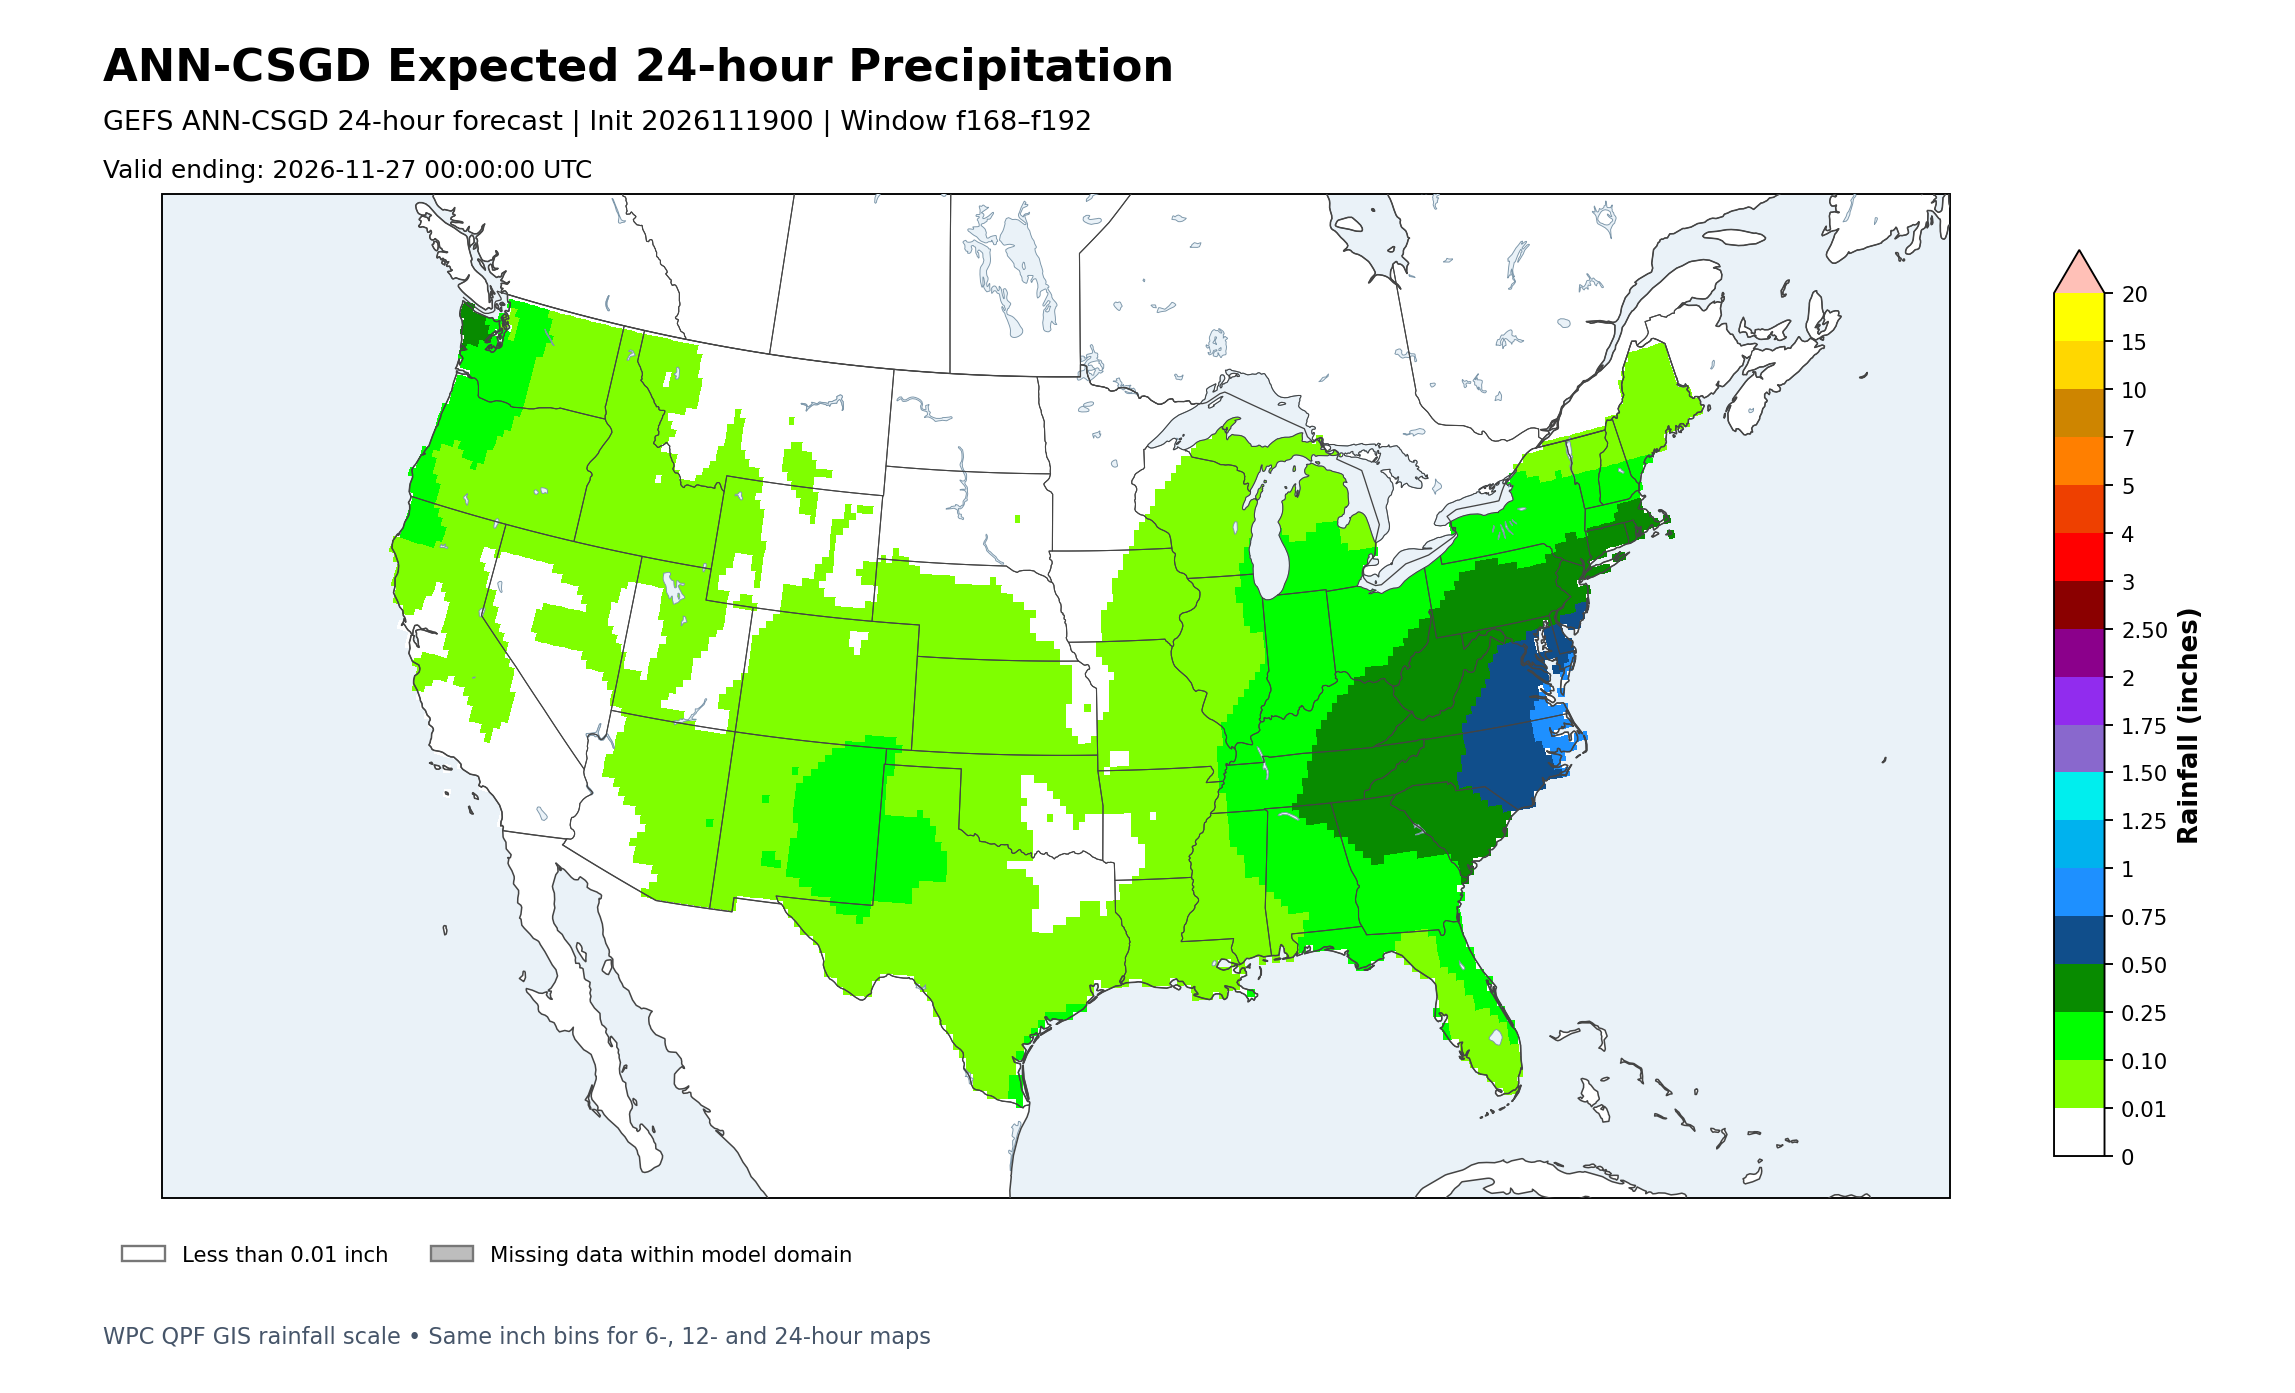 ANN-CSGD Expected 24-hour Precipitation
GEFS ANN-CSGD 24-hour forecast | Init 2026111900 | Window f168–f192
Valid ending: 2026-11-27 00:00:00 UTC
20
15
10
7
5
4
3
2.50
2
1.75
1.50
1.25
1
0.75
0.50
0.25
0.10
0.01
0
Rainfall (inches)
Less than 0.01 inch
Missing data within model domain
WPC QPF GIS rainfall scale • Same inch bins for 6-, 12- and 24-hour maps